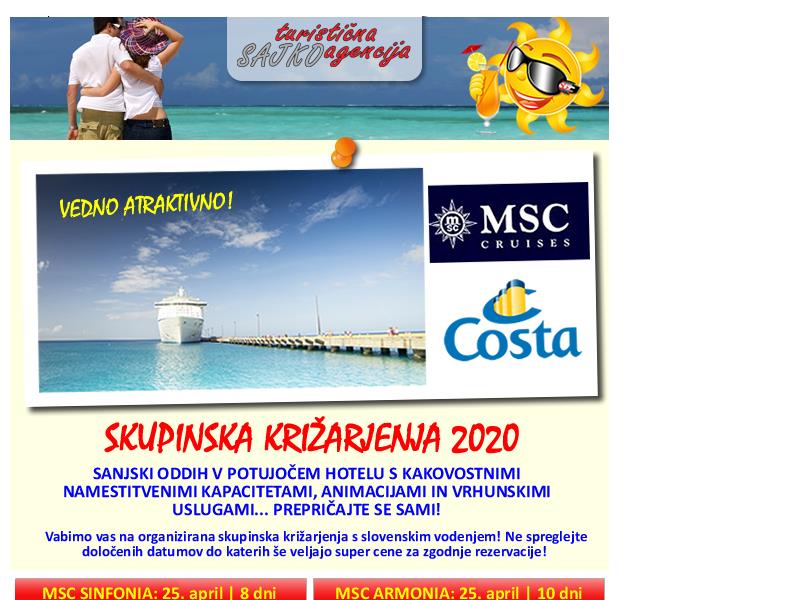 turistična
SAJKO agencija
VEDNO ATRAKTIVNO!
MSC
CRUISES
Costa
SKUPINSKA KRIŽARJENJA 2020
SANJSKI ODDIH V POTUJOČEM HOTELU S KAKOVOSTNIMI
NAMESTITVENIMI KAPACITETAMI, ANIMACIJAMI IN VRHUNSKIMI
USLUGAMI... PREPRIČAJTE SE SAMI!
Vabimo vas na organizirana skupinska križarjenja s slovenskim vodenjem! Ne spreglejte
določenih datumov do katerih še veljajo super cene za zgodnje rezervacije!
MSC SINFONIA: 25. april | 8 dni
MSC ARMONIA: 25. april | 10 dni